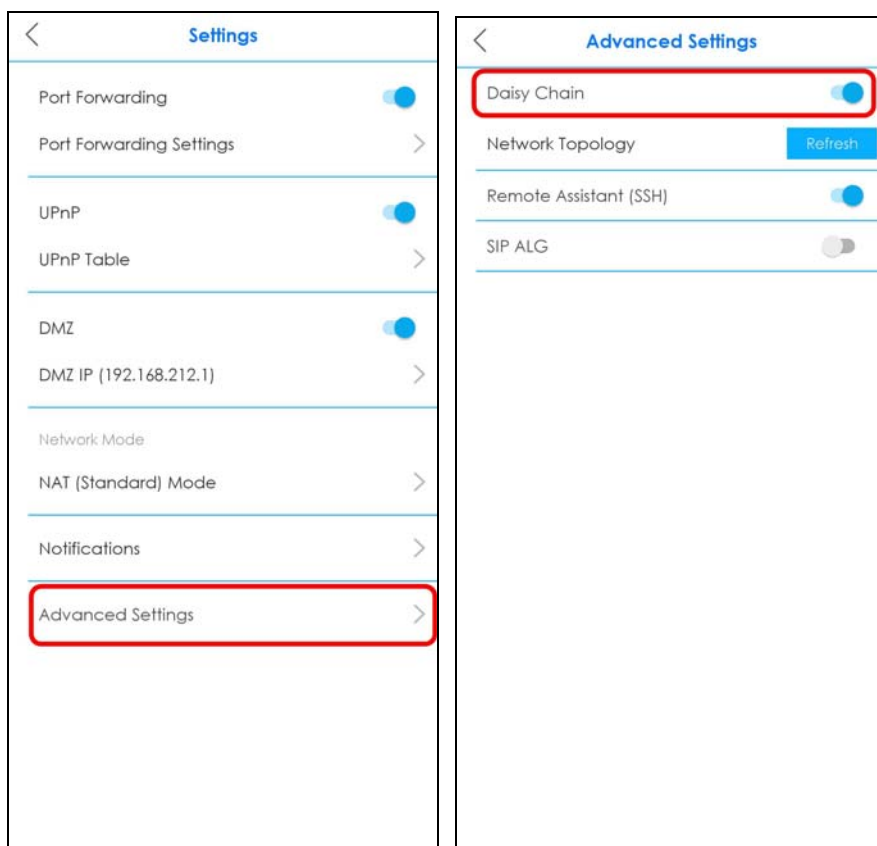 Settings
Port Forwarding
Port Forwarding Settings
UPnP
UPnP Table
DMZ
DMZ IP (192.168.212.1)
Network Mode
NAT (Standard) Mode
Notifications
Advanced Settings
Advanced Settings
Daisy Chain
Network Topology
Refresh
Remote Assistant (SSH)
SIP ALG